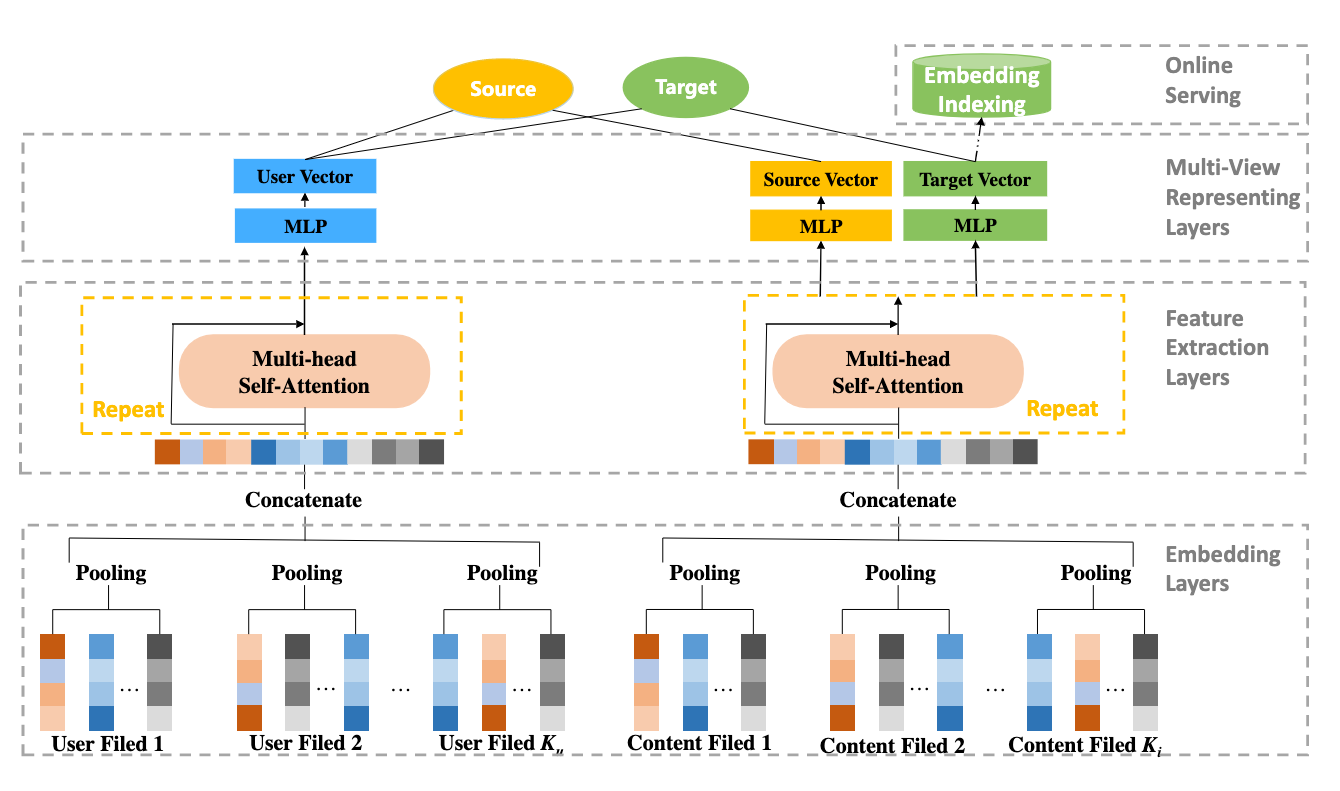 Source
Target
Embedding
Indexing
Online
Serving
User Vector
MLP
Source Vector
MLP
Target Vector
MLP
Multi-View
Representing
Layers
Multi-head
Self-Attention
Repeat
Multi-head
Self-Attention
Repeat
Feature
Extraction
Layers
Concatenate
Concatenate
Embedding
Layers
Pooling
Pooling
Pooling
Pooling
Pooling
Pooling
...
...
...
...
...
...
...
...
User Filed 1
User Filed 2
User Filed Ku
Content Filed 1
Content Filed 2
Content Filed Ki